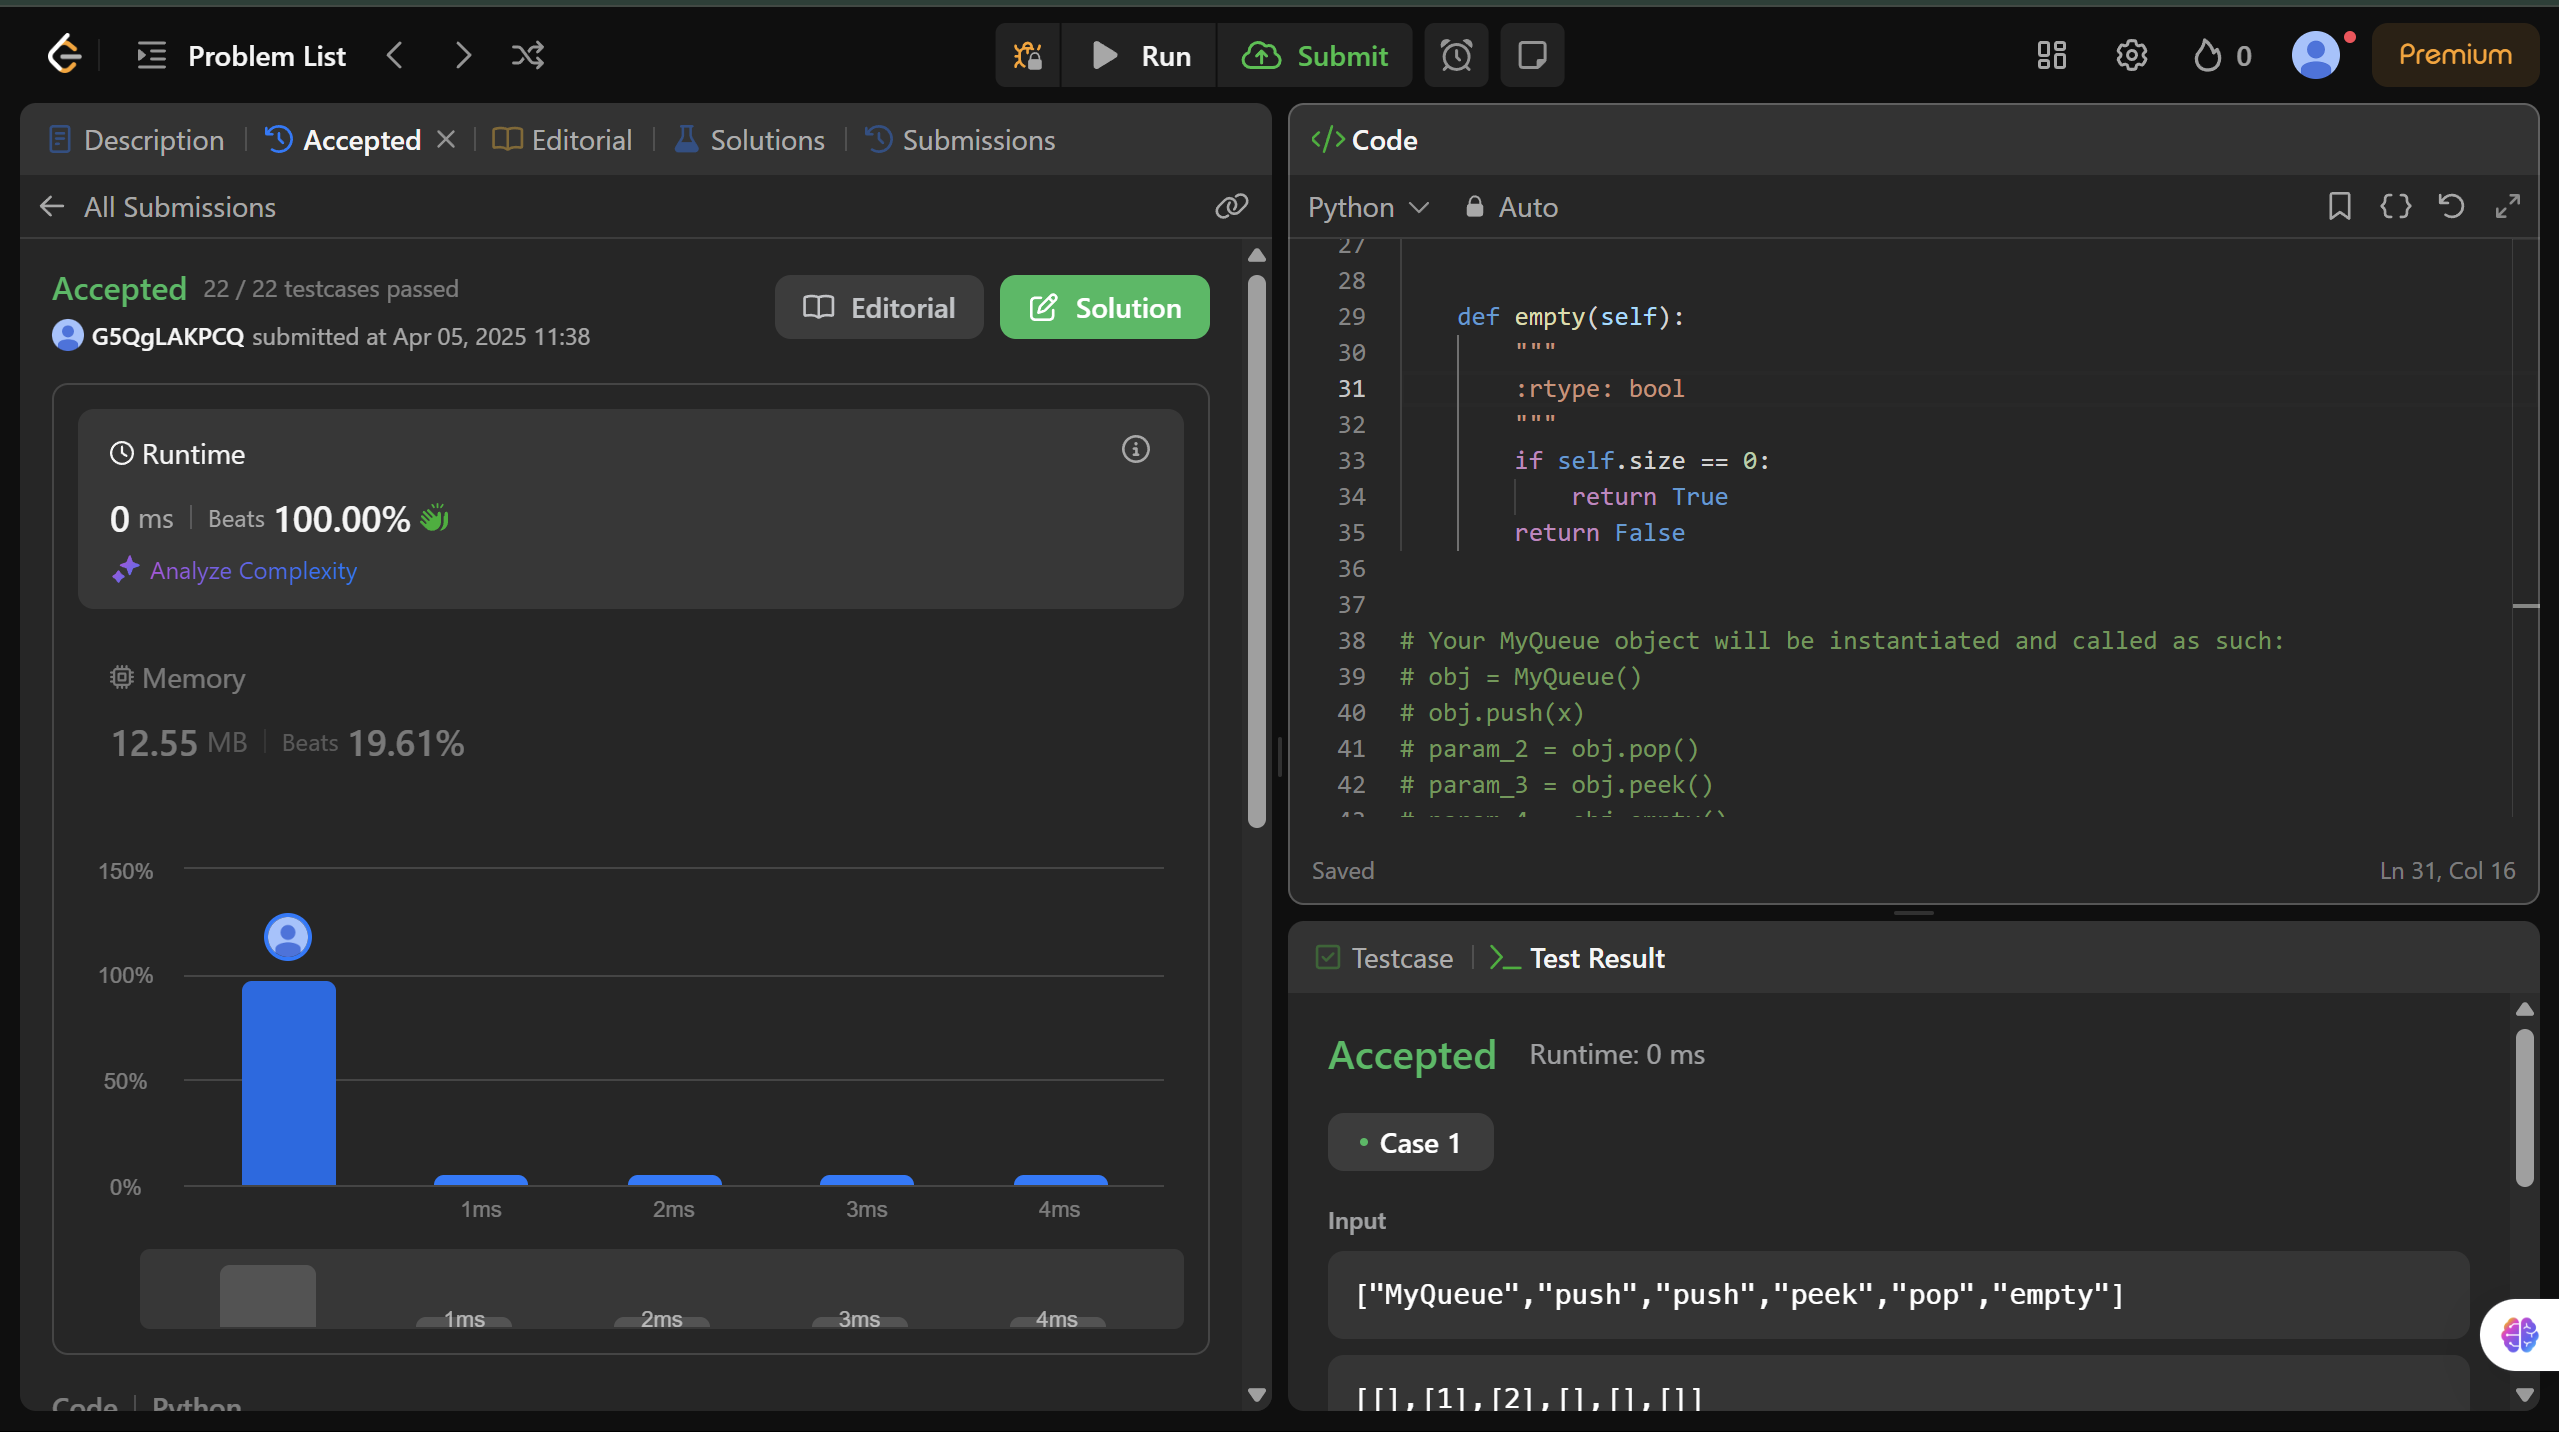 Problem List
Run
Submit
0
Premium
Description
Accepted
Editorial
Solutions
Submissions
All Submissions
Accepted 22 / 22 testcases passed
G5QgLAKPCQ submitted at Apr 05, 2025 11:38
Editorial
Solution
Runtime
0 ms Beats 100.00%
Analyze Complexity
Memory
12.55 MB Beats 19.61%
150%
100%
50%
0%
1ms 2ms 3ms 4ms
1ms 2ms 3ms 4ms
Code Python
</> Code
Python Auto
27
28
29 def empty(self):
30 """
31 :rtype: bool
32 """
33 if self.size == 0:
34 return True
35 return False
36
37
38 # Your MyQueue object will be instantiated and called as such:
39 # obj = MyQueue()
40 # obj.push(x)
41 # param_2 = obj.pop()
42 # param_3 = obj.peek()
43 # param_4 = obj.empty()
Saved
Ln 31, Col 16
Testcase
Test Result
Accepted Runtime: 0 ms
Case 1
Input
["MyQueue","push","push","peek","pop","empty"]
[[],[1],[2],[],[],[]]